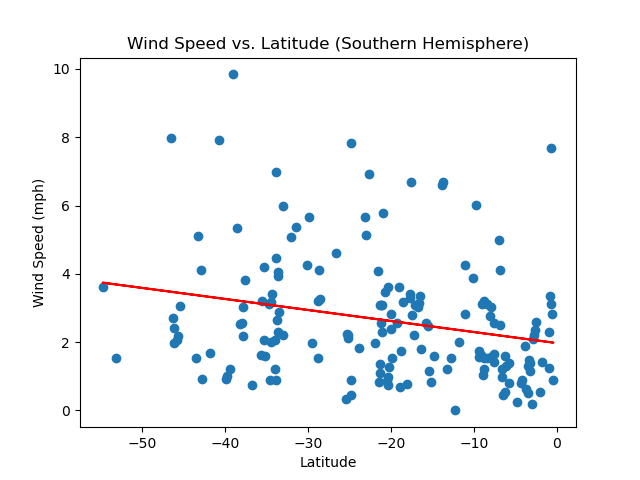 Wind Speed vs. Latitude (Southern Hemisphere)
10
8
6
4
2
0
Wind Speed (mph)
−50 −40 −30 −20 −10 0
Latitude